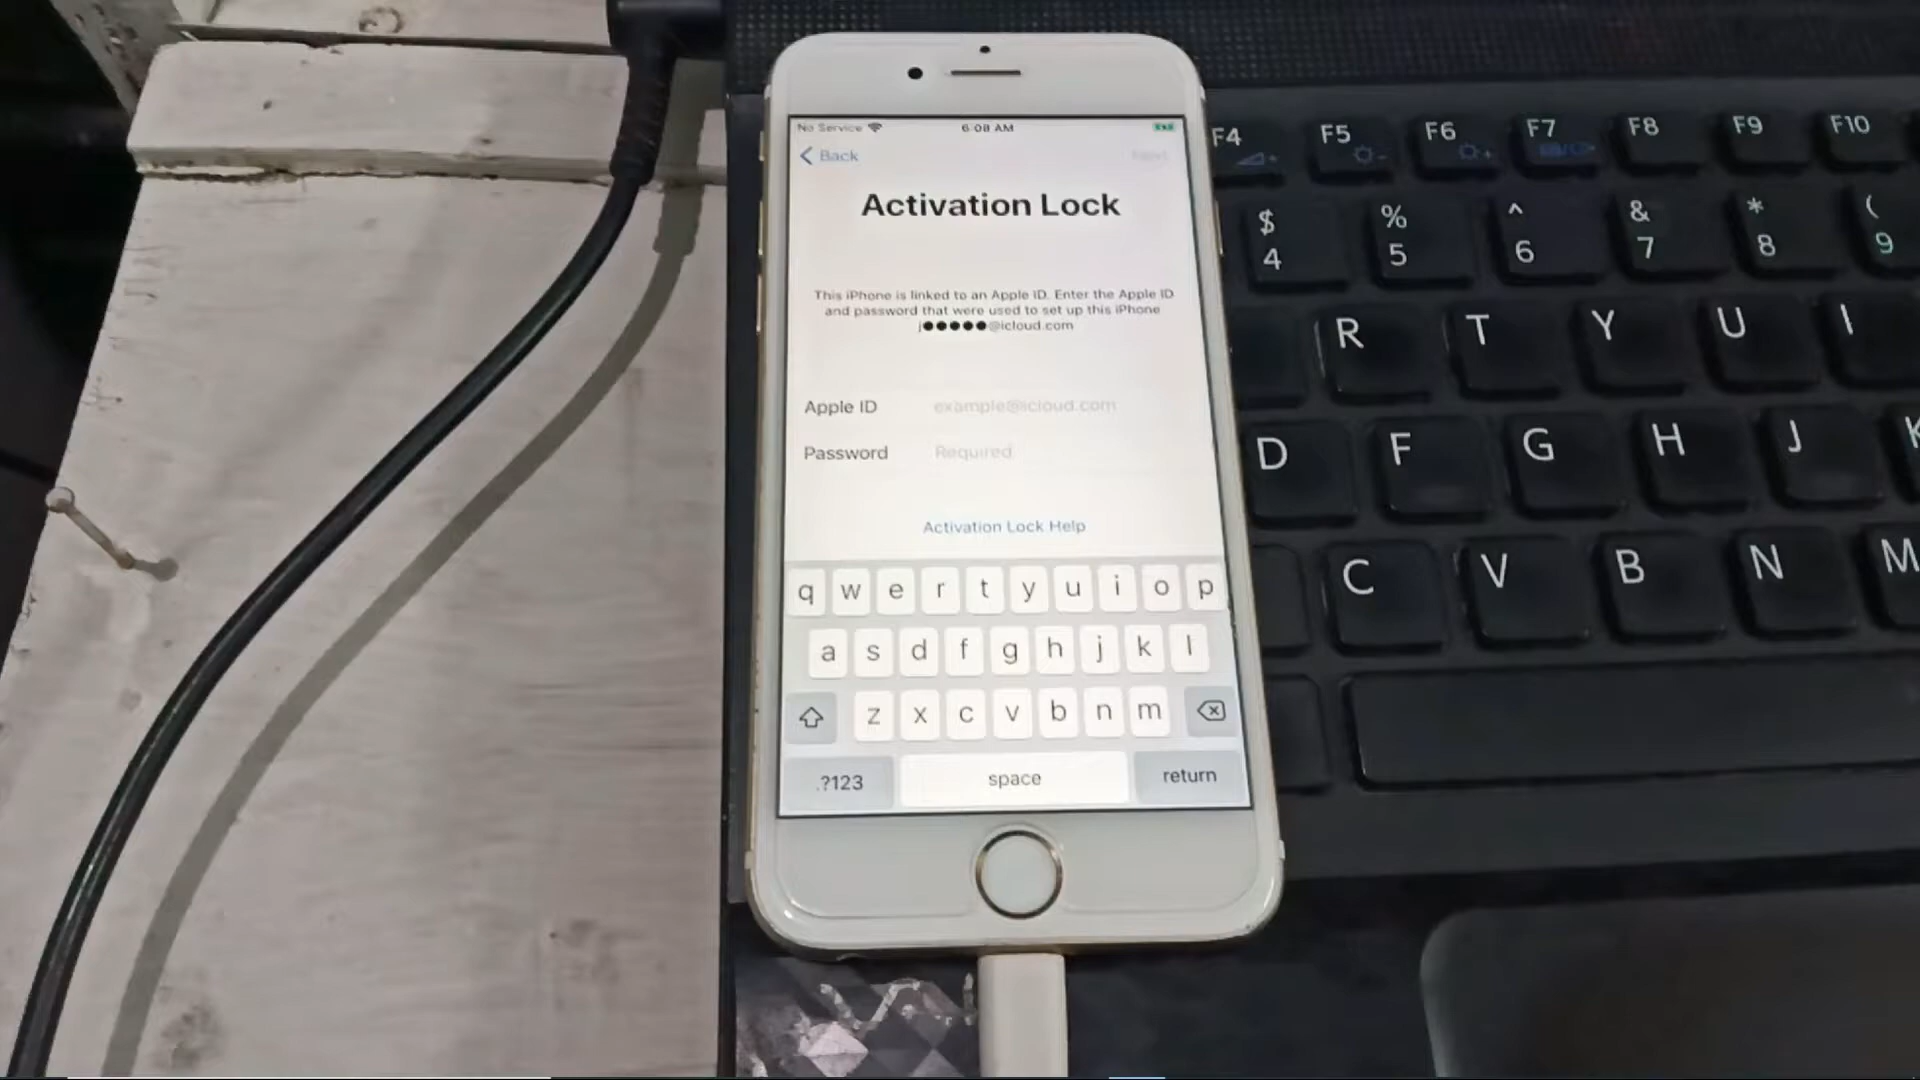 No Service
6:08 AM
Back
Next
Activation Lock
This iPhone is linked to an Apple ID. Enter the Apple ID
and password that were used to set up this iPhone
j●●●●●@icloud.com
Apple ID example@icloud.com
Password Required
Activation Lock Help
q w e r t y u i o p
a s d f g h j k l
z x c v b n m
.?123 space return
F4 F5 F6 F7 F8 F9 F10
$ % ^ & * (
4 5 6 7 8 9
R T Y U I
D F G H J K
C V B N M